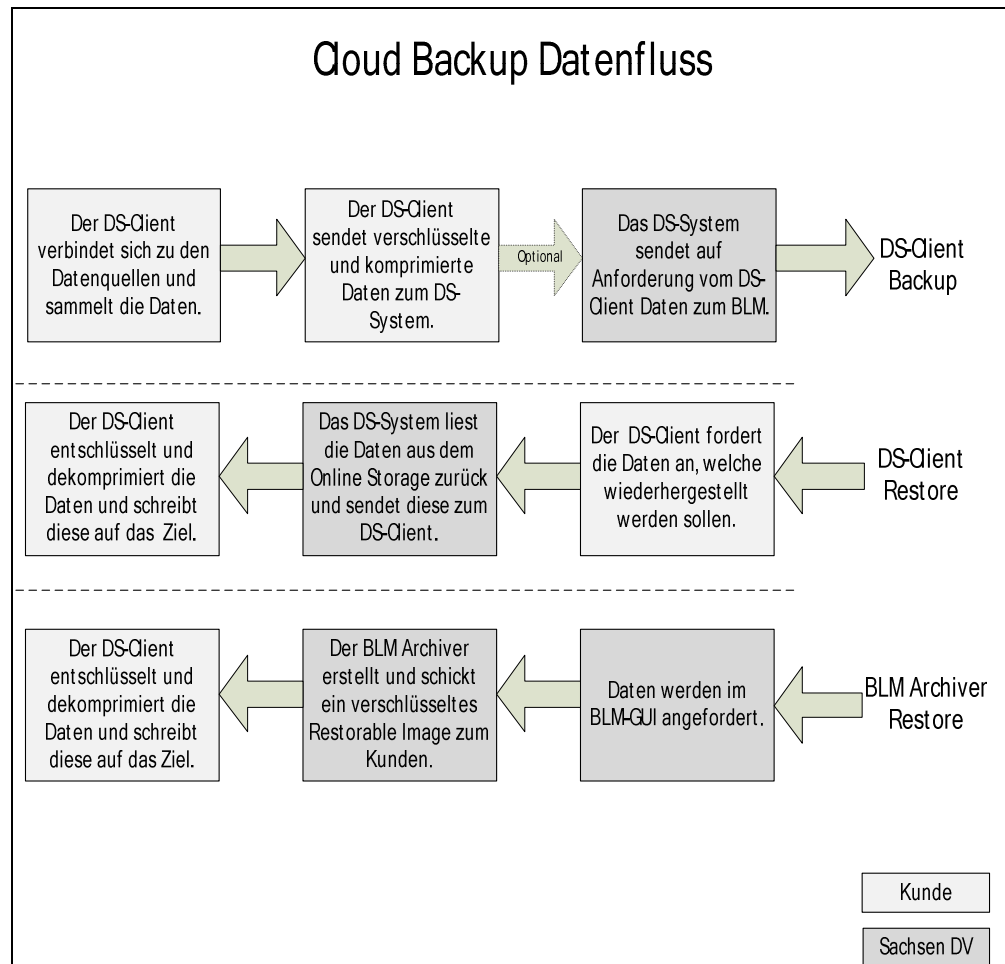 Cloud Backup Datenfluss
Der DS-Client
verbindet sich zu den
Datenquellen und
sammelt die Daten.
Der DS-Client
sendet verschlüsselte
und komprimierte
Daten zum DS-
System.
Optional
Das DS-System
sendet auf
Anforderung vom DS-
Client Daten zum BLM.
DS-Client
Backup
Der DS-Client
entschlüsselt und
dekomprimiert die
Daten und schreibt
diese auf das Ziel.
Das DS-System liest
die Daten aus dem
Online Storage zurück
und sendet diese zum
DS-Client.
Der DS-Client fordert
die Daten an, welche
wiederhergestellt
werden sollen.
DS-Client
Restore
Der DS-Client
entschlüsselt und
dekomprimiert die
Daten und schreibt
diese auf das Ziel.
Der BLM Archiver
erstellt und schickt
ein verschlüsseltes
Restorable Image zum
Kunden.
Daten werden im
BLM-GUI angefordert.
BLM Archiver
Restore
Kunde
Sachsen DV